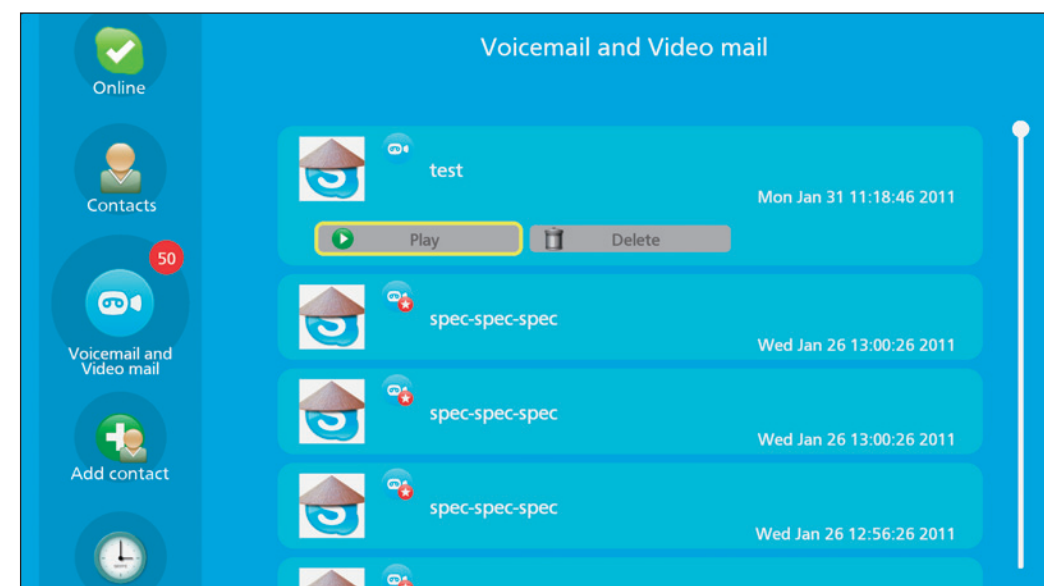 Voicemail and Video mail
Online
Contacts
50
Voicemail and
Video mail
Add contact
test
Mon Jan 31 11:18:46 2011
Play
Delete
spec-spec-spec
Wed Jan 26 13:00:26 2011
spec-spec-spec
Wed Jan 26 13:00:26 2011
spec-spec-spec
Wed Jan 26 12:56:26 2011